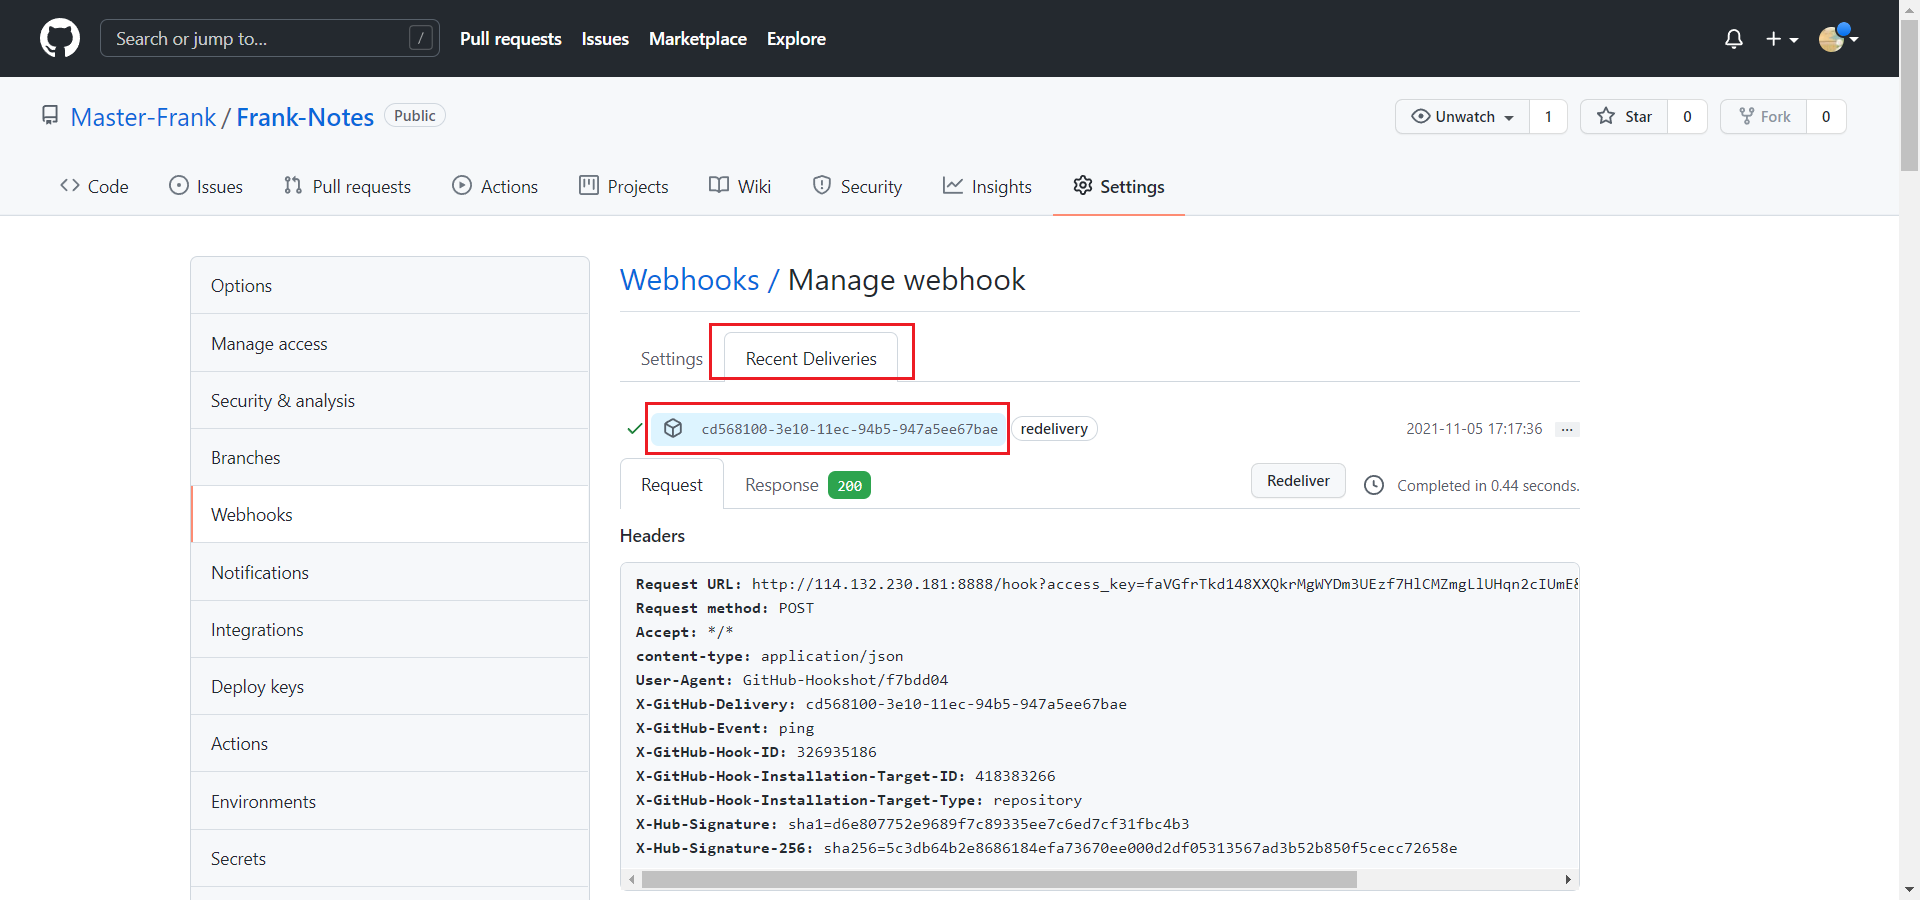 Search or jump to... /
Pull requests Issues Marketplace Explore
Master-Frank / Frank-Notes Public
Unwatch 1 Star 0 Fork 0
Code Issues Pull requests Actions Projects Wiki Security Insights Settings
Options
Manage access
Security & analysis
Branches
Webhooks
Notifications
Integrations
Deploy keys
Actions
Environments
Secrets
Webhooks / Manage webhook
Settings Recent Deliveries
cd568100-3e10-11ec-94b5-947a5ee67bae redelivery 2021-11-05 17:17:36 ...
Request Response 200 Redeliver Completed in 0.44 seconds.
Headers
Request URL: http://114.132.230.181:8888/hook?access_key=faVGfrTkd148XXQkrMgWYDm3UEzf7HlCMZmgLlUHqn2cIUmE&
Request method: POST
Accept: */*
content-type: application/json
User-Agent: GitHub-Hookshot/f7bdd04
X-GitHub-Delivery: cd568100-3e10-11ec-94b5-947a5ee67bae
X-GitHub-Event: ping
X-GitHub-Hook-ID: 326935186
X-GitHub-Hook-Installation-Target-ID: 418383266
X-GitHub-Hook-Installation-Target-Type: repository
X-Hub-Signature: sha1=d6e807752e9689f7c89335ee7c6ed7cf31fbc4b3
X-Hub-Signature-256: sha256=5c3db64b2e8686184efa73670ee000d2df05313567ad3b52b850f5cecc72658e